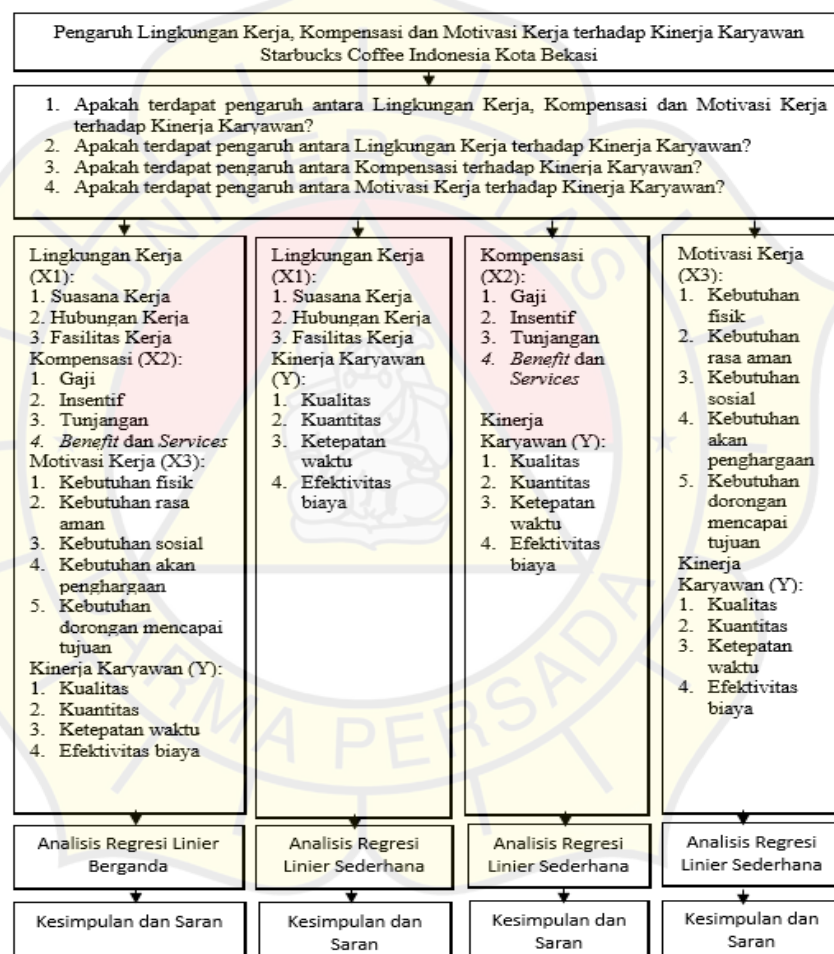 Pengaruh Lingkungan Kerja, Kompensasi dan Motivasi Kerja terhadap Kinerja Karyawan
Starbucks Coffee Indonesia Kota Bekasi
1. Apakah terdapat pengaruh antara Lingkungan Kerja, Kompensasi dan Motivasi Kerja
terhadap Kinerja Karyawan?
2. Apakah terdapat pengaruh antara Lingkungan Kerja terhadap Kinerja Karyawan?
3. Apakah terdapat pengaruh antara Kompensasi terhadap Kinerja Karyawan?
4. Apakah terdapat pengaruh antara Motivasi Kerja terhadap Kinerja Karyawan?
Lingkungan Kerja
(X1):
1. Suasana Kerja
2. Hubungan Kerja
3. Fasilitas Kerja
Kompensasi (X2):
1. Gaji
2. Insentif
3. Tunjangan
4. Benefit dan Services
Motivasi Kerja (X3):
1. Kebutuhan fisik
2. Kebutuhan rasa
aman
3. Kebutuhan sosial
4. Kebutuhan akan
penghargaan
5. Kebutuhan
dorongan mencapai
tujuan
Kinerja Karyawan (Y):
1. Kualitas
2. Kuantitas
3. Ketepatan waktu
4. Efektivitas biaya
Lingkungan Kerja
(X1):
1. Suasana Kerja
2. Hubungan Kerja
3. Fasilitas Kerja
Kinerja Karyawan
(Y):
1. Kualitas
2. Kuantitas
3. Ketepatan
waktu
4. Efektivitas
biaya
Kompensasi
(X2):
1. Gaji
2. Insentif
3. Tunjangan
4. Benefit dan
Services
Kinerja
Karyawan (Y):
1. Kualitas
2. Kuantitas
3. Ketepatan
waktu
4. Efektivitas
biaya
Motivasi Kerja
(X3):
1. Kebutuhan
fisik
2. Kebutuhan
rasa aman
3. Kebutuhan
sosial
4. Kebutuhan
akan
penghargaan
5. Kebutuhan
dorongan
mencapai
tujuan
Kinerja
Karyawan (Y):
1. Kualitas
2. Kuantitas
3. Ketepatan
waktu
4. Efektivitas
biaya
Analisis Regresi Linier
Berganda
Analisis Regresi
Linier Sederhana
Analisis Regresi
Linier Sederhana
Analisis Regresi
Linier Sederhana
Kesimpulan dan Saran
Kesimpulan dan
Saran
Kesimpulan dan
Saran
Kesimpulan dan
Saran
UNIVERSITAS
DARMA PERSADA